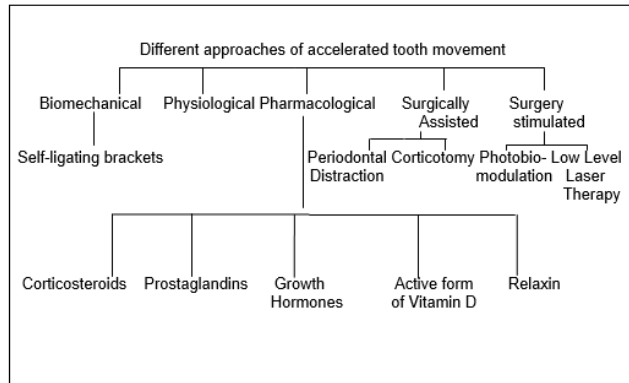 Different approaches of accelerated tooth movement
Biomechanical Physiological Pharmacological Surgically Assisted Surgery stimulated
Self-ligating brackets
Periodontal Distraction
Corticotomy
Photobio-modulation
Low Level Laser Therapy
Corticosteroids
Prostaglandins
Growth Hormones
Active form of Vitamin D
Relaxin